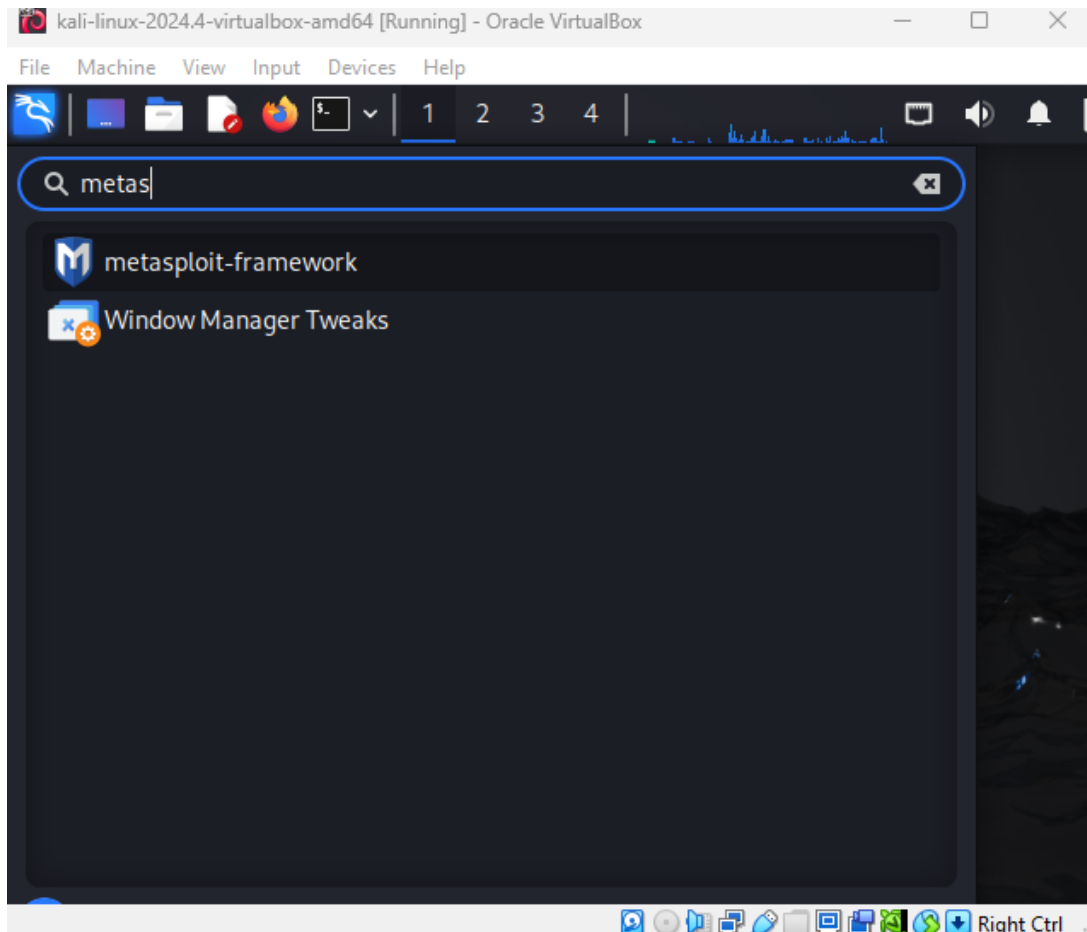 kali-linux-2024.4-virtualbox-amd64 [Running] - Oracle VirtualBox
File Machine View Input Devices Help
$- 1 2 3 4
metas
metasploit-framework
Window Manager Tweaks
Right Ctrl